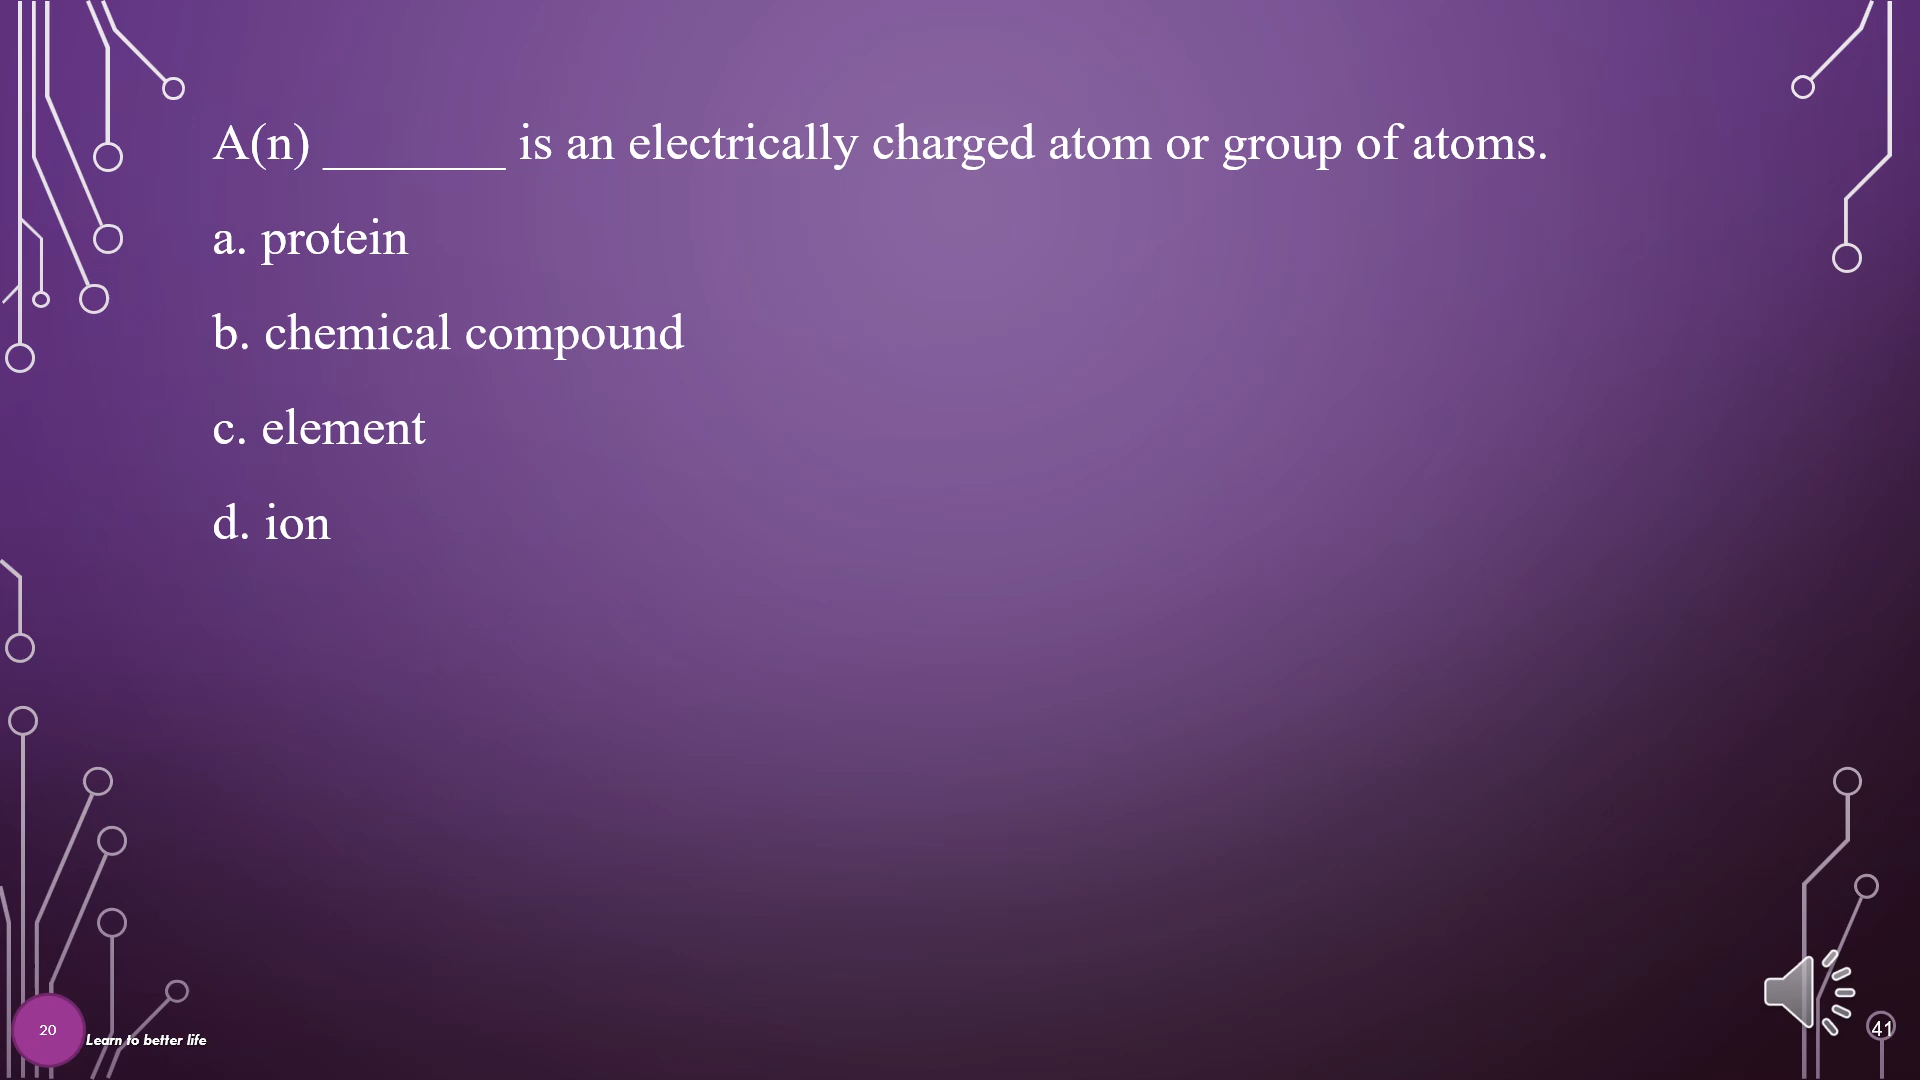 A(n) _______ is an electrically charged atom or group of atoms.
a. protein
b. chemical compound
c. element
d. ion
20
Learn to better life
41